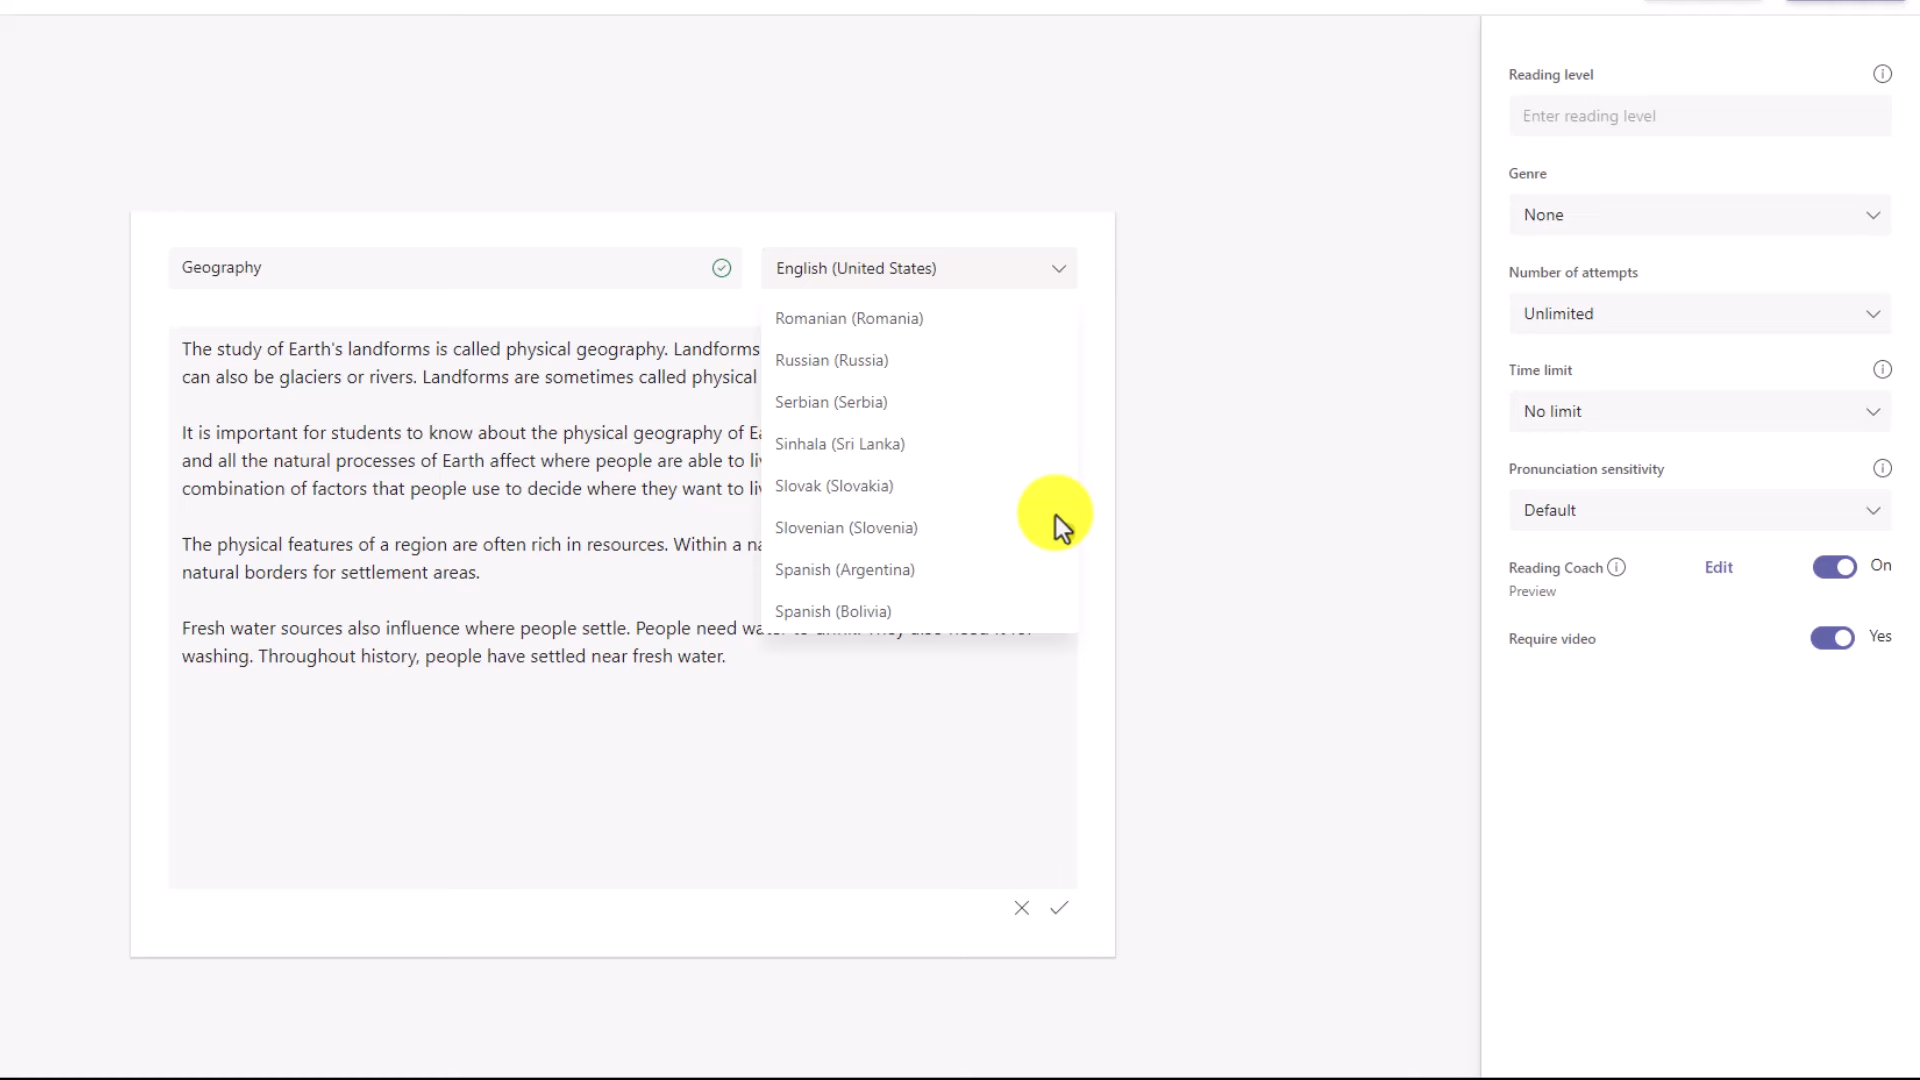 Geography
English (United States)
Romanian (Romania)
Russian (Russia)
Serbian (Serbia)
Sinhala (Sri Lanka)
Slovak (Slovakia)
Slovenian (Slovenia)
Spanish (Argentina)
Spanish (Bolivia)
The study of Earth's landforms is called physical geography. Landforms
can also be glaciers or rivers. Landforms are sometimes called physical
It is important for students to know about the physical geography of
and all the natural processes of Earth affect where people are able to
combination of factors that people use to decide where they want to
The physical features of a region are often rich in resources. Within a
natural borders for settlement areas.
Fresh water sources also influence where people settle. People need
washing. Throughout history, people have settled near fresh water.
Reading level
Enter reading level
Genre
None
Number of attempts
Unlimited
Time limit
No limit
Pronunciation sensitivity
Default
Reading Coach Edit On
Preview
Require video Yes